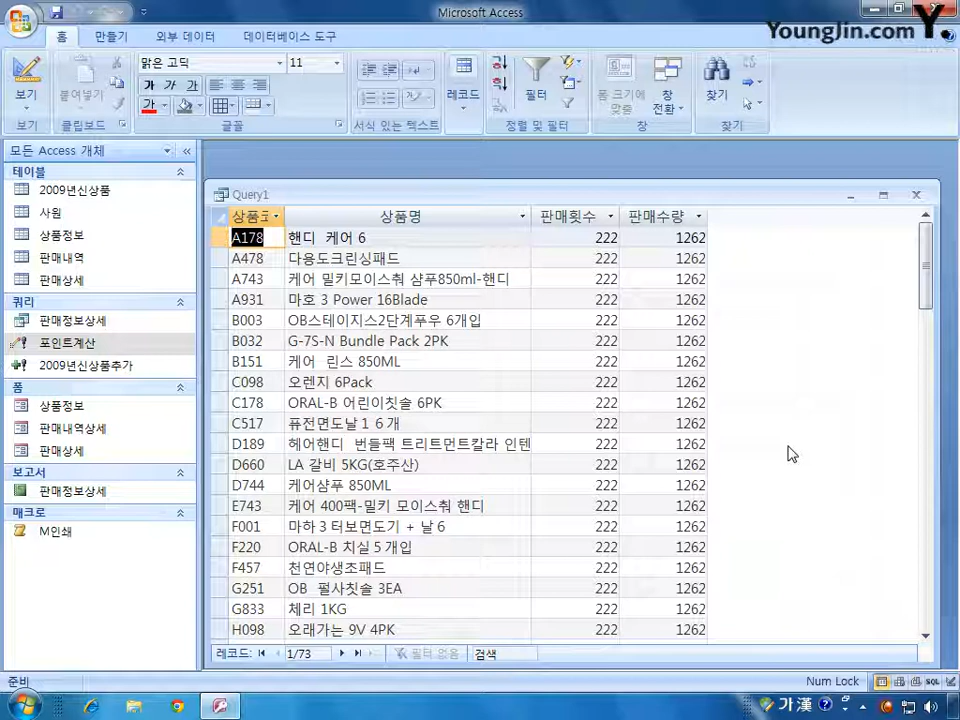 Microsoft Access
YoungJin.com Y.
홈 만들기 외부 데이터 데이터베이스 도구
맑은 고딕 11
보기 붙여넣기 가 가 가 가 레코드 필터 폼 크기에 맞춤 창 전환 찾기
보기 클립보드 글꼴 서식 있는 텍스트 정렬 및 필터 창 찾기
모든 Access 개체
테이블
2009년신상품
사원
상품정보
판매내역
판매상세
쿼리
판매정보상세
포인트계산
2009년신상품추가
폼
상품정보
판매내역상세
판매상세
보고서
판매정보상세
매크로
M인쇄
Query1
상품코 상품명 판매횟수 판매수량
A178 핸디 케어 6 222 1262
A478 다용도크린싱패드 222 1262
A743 케어 밀키모이스춰 샴푸850ml-핸디 222 1262
A931 마호 3 Power 16Blade 222 1262
B003 OB스테이지스2단계푸우 6개입 222 1262
B032 G-7S-N Bundle Pack 2PK 222 1262
B151 케어 린스 850ML 222 1262
C098 오렌지 6Pack 222 1262
C178 ORAL-B 어린이칫솔 6PK 222 1262
C517 퓨전면도날 1 6 개 222 1262
D189 헤어핸디 번들팩 트리트먼트칼라 인텐 222 1262
D660 LA 갈비 5KG(호주산) 222 1262
D744 케어샴푸 850ML 222 1262
E743 케어 400팩-밀키 모이스춰 핸디 222 1262
F001 마하 3 터보면도기 + 날 6 222 1262
F220 ORAL-B 치실 5 개입 222 1262
F457 천연야생조패드 222 1262
G251 OB 펄사칫솔 3EA 222 1262
G833 체리 1KG 222 1262
H098 오래가는 9V 4PK 222 1262
레코드: 1/73 필터 없음 검색
준비 Num Lock SQL
가 漢